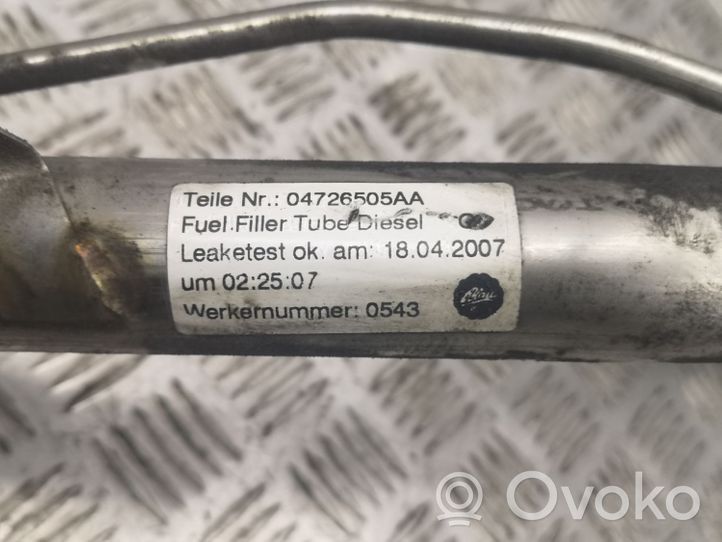 Teile Nr.: 04726505AA
Fuel Filler Tube Diesel
Leaketest ok. am: 18.04.2007
um 02:25:07
Werkernummer: 0543
Blau
OVOKO